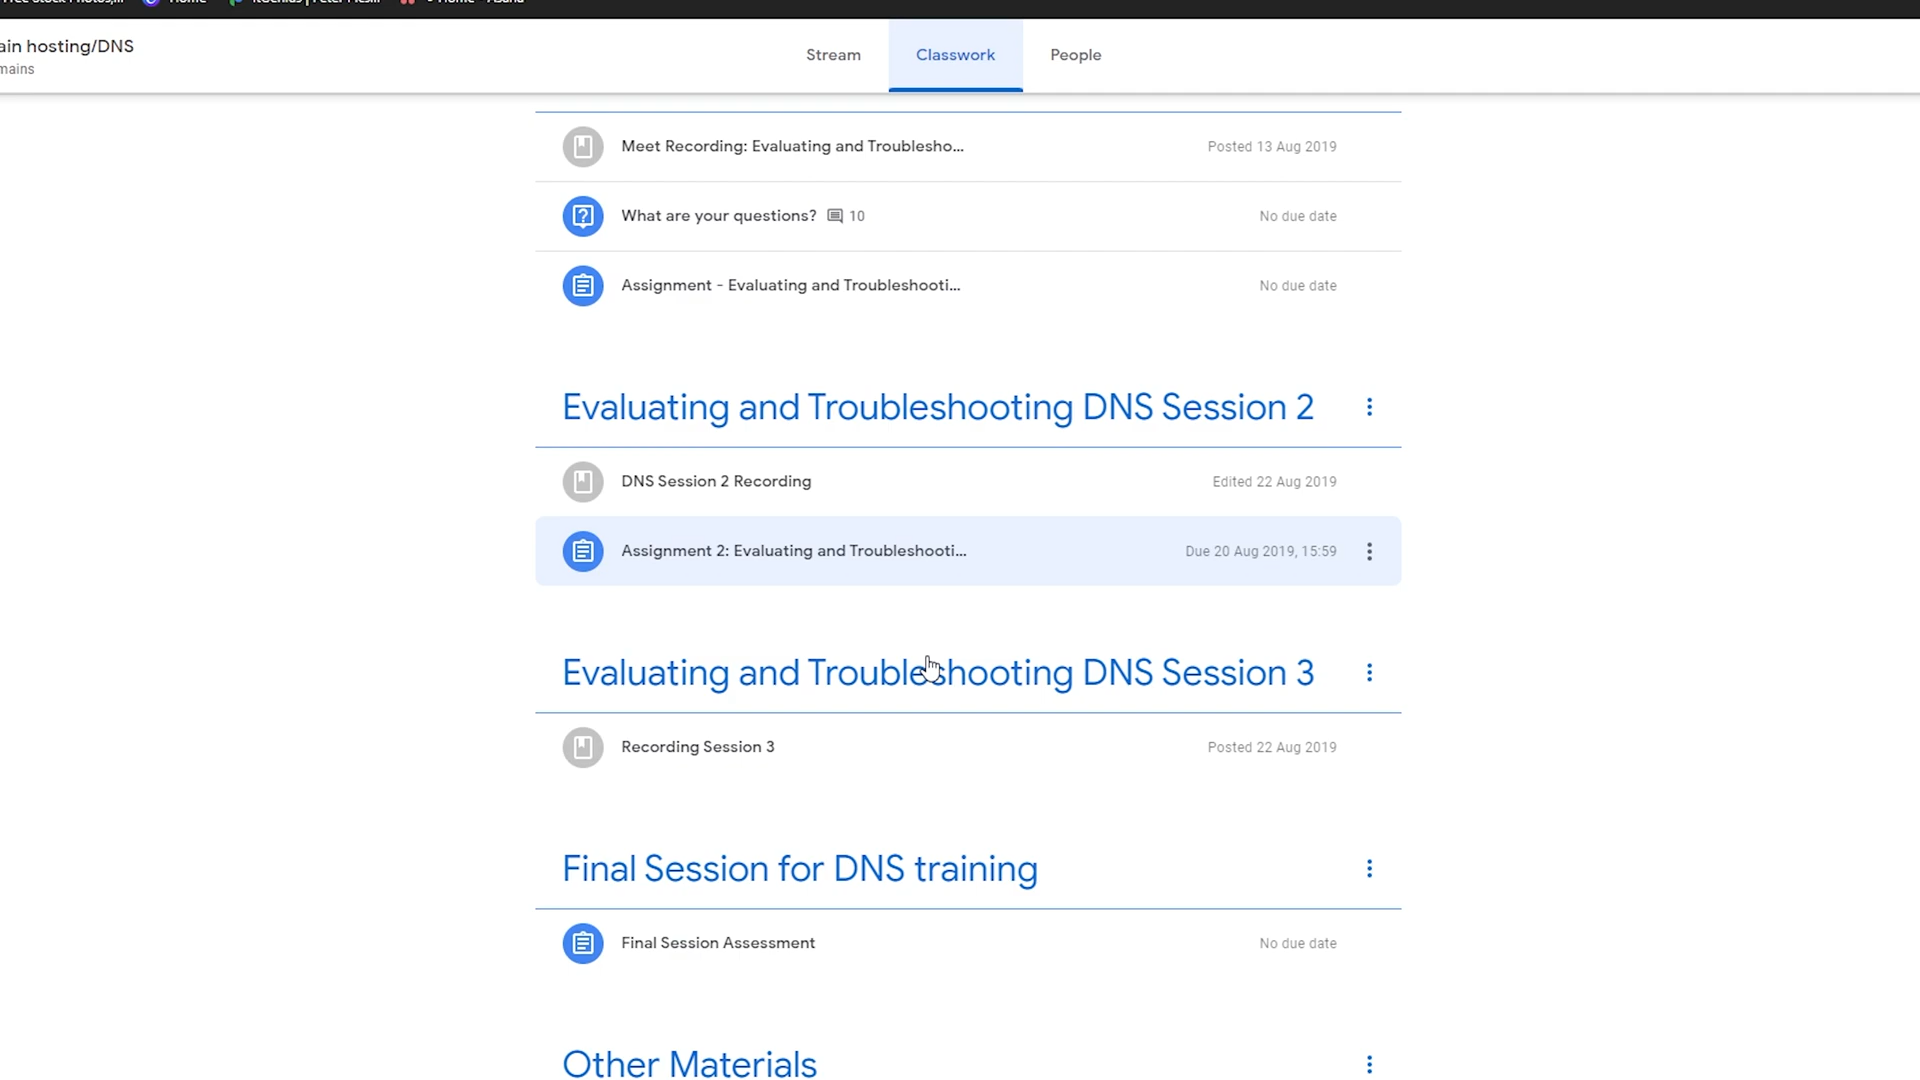 Home
ain hosting/DNS
mains
Stream
Classwork
People
Meet Recording: Evaluating and Troublesho...
Posted 13 Aug 2019
What are your questions? 10
No due date
Assignment - Evaluating and Troubleshooti...
No due date
Evaluating and Troubleshooting DNS Session 2
DNS Session 2 Recording
Edited 22 Aug 2019
Assignment 2: Evaluating and Troubleshooti...
Due 20 Aug 2019, 15:59
Evaluating and Troubleshooting DNS Session 3
Recording Session 3
Posted 22 Aug 2019
Final Session for DNS training
Final Session Assessment
No due date
Other Materials